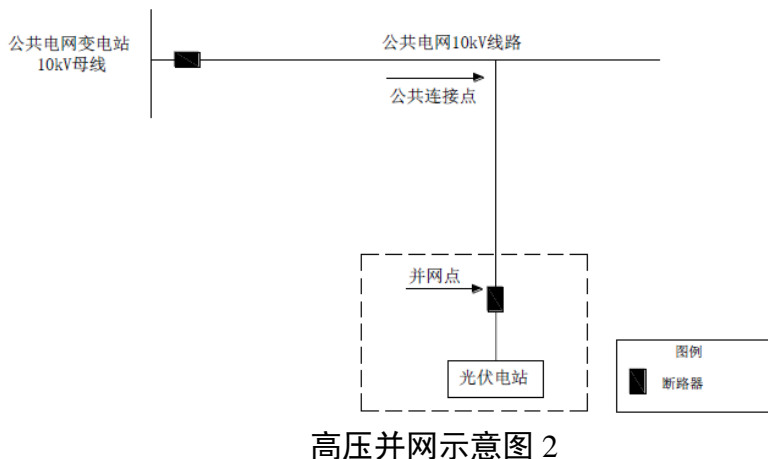 公共电网变电站
10kV母线
公共电网10kV线路
公共连接点
并网点
光伏电站
图例
断路器
高压并网示意图 2